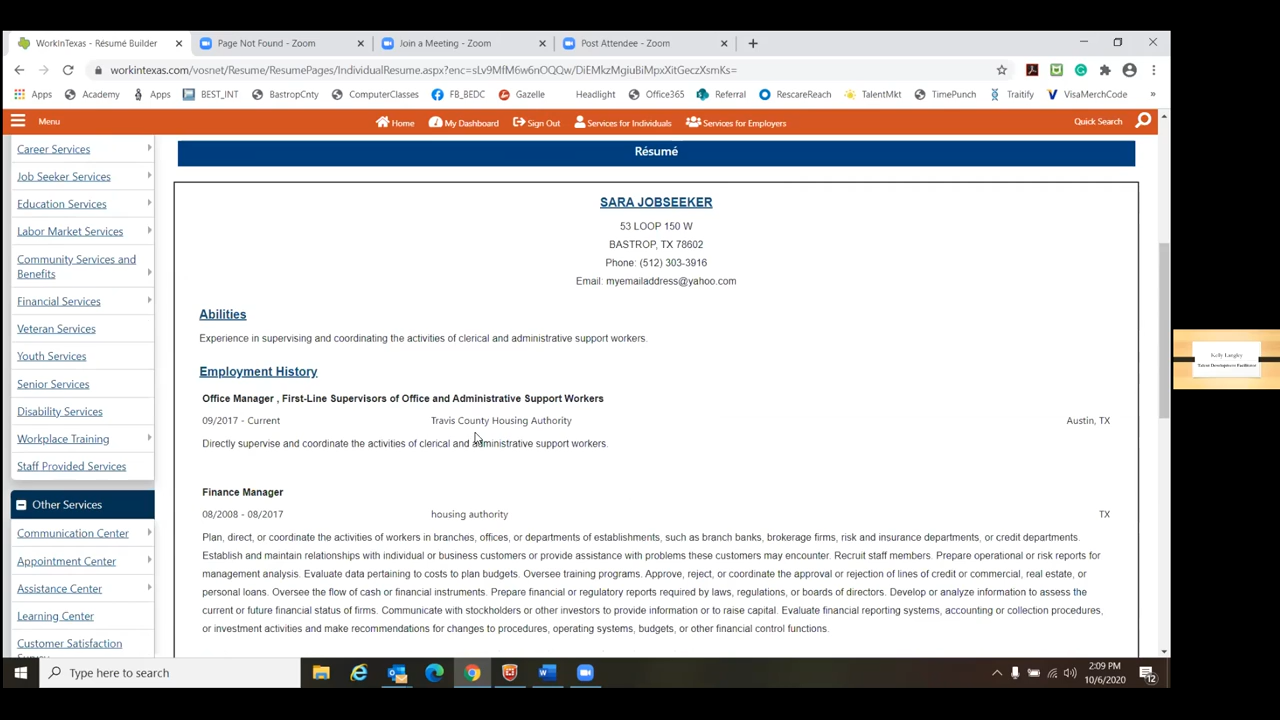 WorkInTexas - Résumé Builder
Page Not Found - Zoom
Join a Meeting - Zoom
Post Attendee - Zoom
workintexas.com/vosnet/Resume/ResumePages/IndividualResume.aspx?enc=sLv9MfM6w6nOQQw/DiEMkzMgiuBiMpxXitGeczXsmKs=
Apps Academy Apps BEST_INT BastropCnty ComputerClasses FB_BEDC Gazelle Headlight Office365 Referral RescareReach TalentMkt TimePunch Traitify VisaMerchCode »
Menu Home My Dashboard Sign Out Services for Individuals Services for Employers Quick Search
Career Services
Job Seeker Services
Education Services
Labor Market Services
Community Services and
Benefits
Financial Services
Veteran Services
Youth Services
Senior Services
Disability Services
Workplace Training
Staff Provided Services
Other Services
Communication Center
Appointment Center
Assistance Center
Learning Center
Customer Satisfaction
Résumé
SARA JOBSEEKER
53 LOOP 150 W
BASTROP, TX 78602
Phone: (512) 303-3916
Email: myemailaddress@yahoo.com
Abilities
Experience in supervising and coordinating the activities of clerical and administrative support workers.
Employment History
Office Manager , First-Line Supervisors of Office and Administrative Support Workers
09/2017 - Current Travis County Housing Authority Austin, TX
Directly supervise and coordinate the activities of clerical and administrative support workers.
Finance Manager
08/2008 - 08/2017 housing authority TX
Plan, direct, or coordinate the activities of workers in branches, offices, or departments of establishments, such as branch banks, brokerage firms, risk and insurance departments, or credit departments.
Establish and maintain relationships with individual or business customers or provide assistance with problems these customers may encounter. Recruit staff members. Prepare operational or risk reports for
management analysis. Evaluate data pertaining to costs to plan budgets. Oversee training programs. Approve, reject, or coordinate the approval or rejection of lines of credit or commercial, real estate, or
personal loans. Oversee the flow of cash or financial instruments. Prepare financial or regulatory reports required by laws, regulations, or boards of directors. Develop or analyze information to assess the
current or future financial status of firms. Communicate with stockholders or other investors to provide information or to raise capital. Evaluate financial reporting systems, accounting or collection procedures,
or investment activities and make recommendations for changes to procedures, operating systems, budgets, or other financial control functions.
Kelly Langley
Talent Development Facilitator
Type here to search
2:09 PM
10/6/2020
12